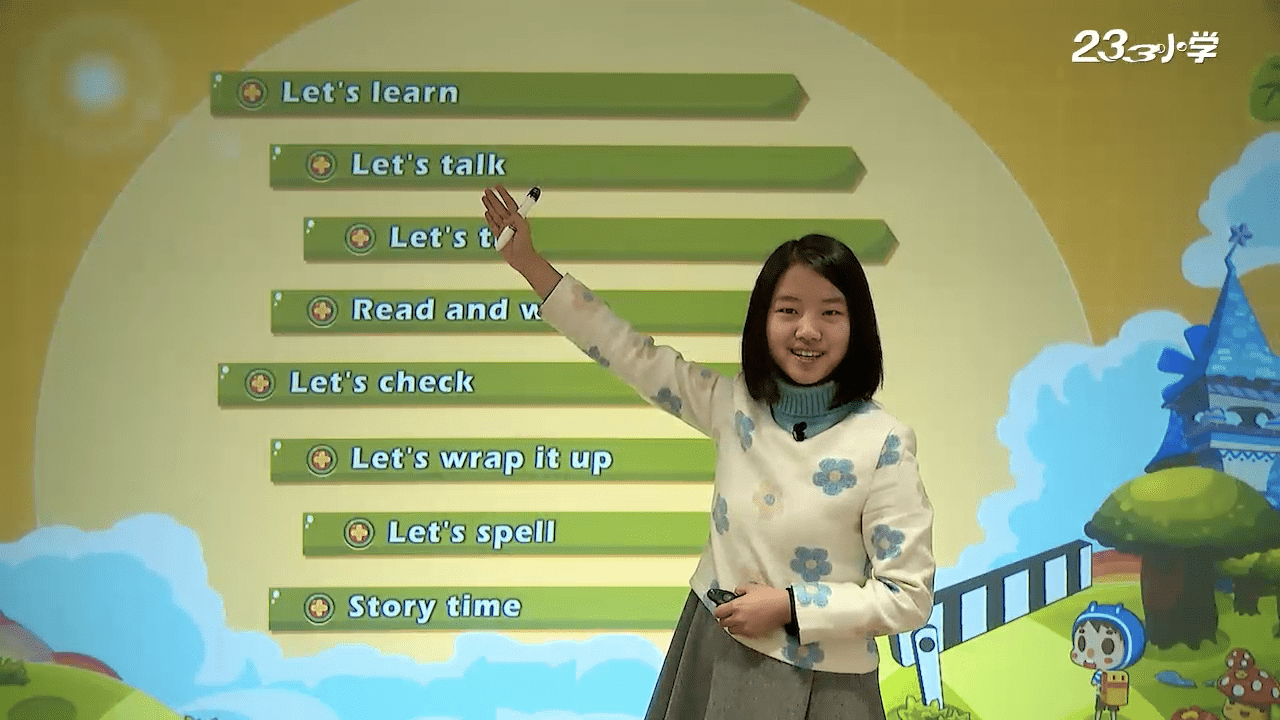 233小学
Let's learn
Let's talk
Let's
Read and
Let's check
Let's wrap it up
Let's spell
Story time